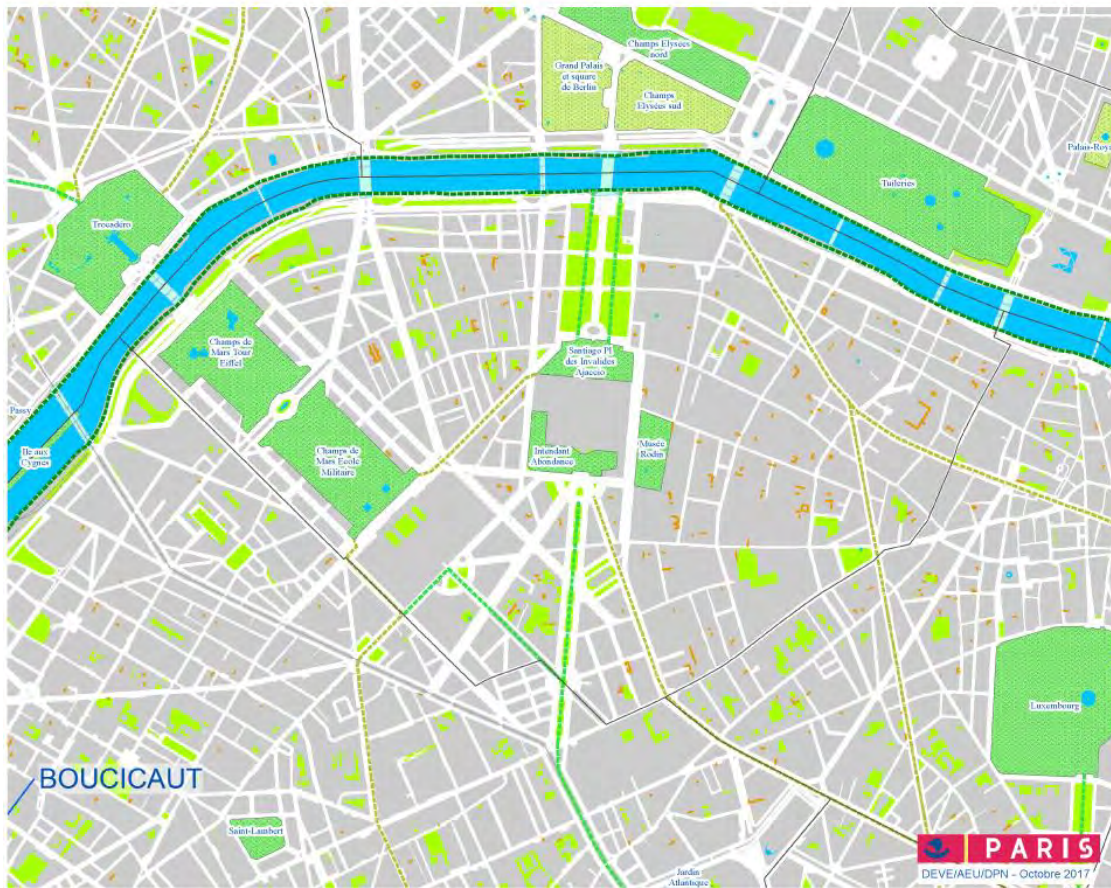 Champs Elysées
nord
Grand Palais
et square
de Berlin
Champs
Elysées sud
Palais-Roya
Tuileries
Trocadéro
Champs de
Mars Tour
Eiffel
Santiago Pl
des Invalides
Ajaccio
Passy
Ile aux
Cygnes
Champs de
Mars Ecole
Militaire
Intendant
Abondance
Musée
Rodin
Luxembourg
BOUCICAUT
Saint-Lambert
Jardin
Atlantique
PARIS
DEVE/AEU/DPN - Octobre 2017